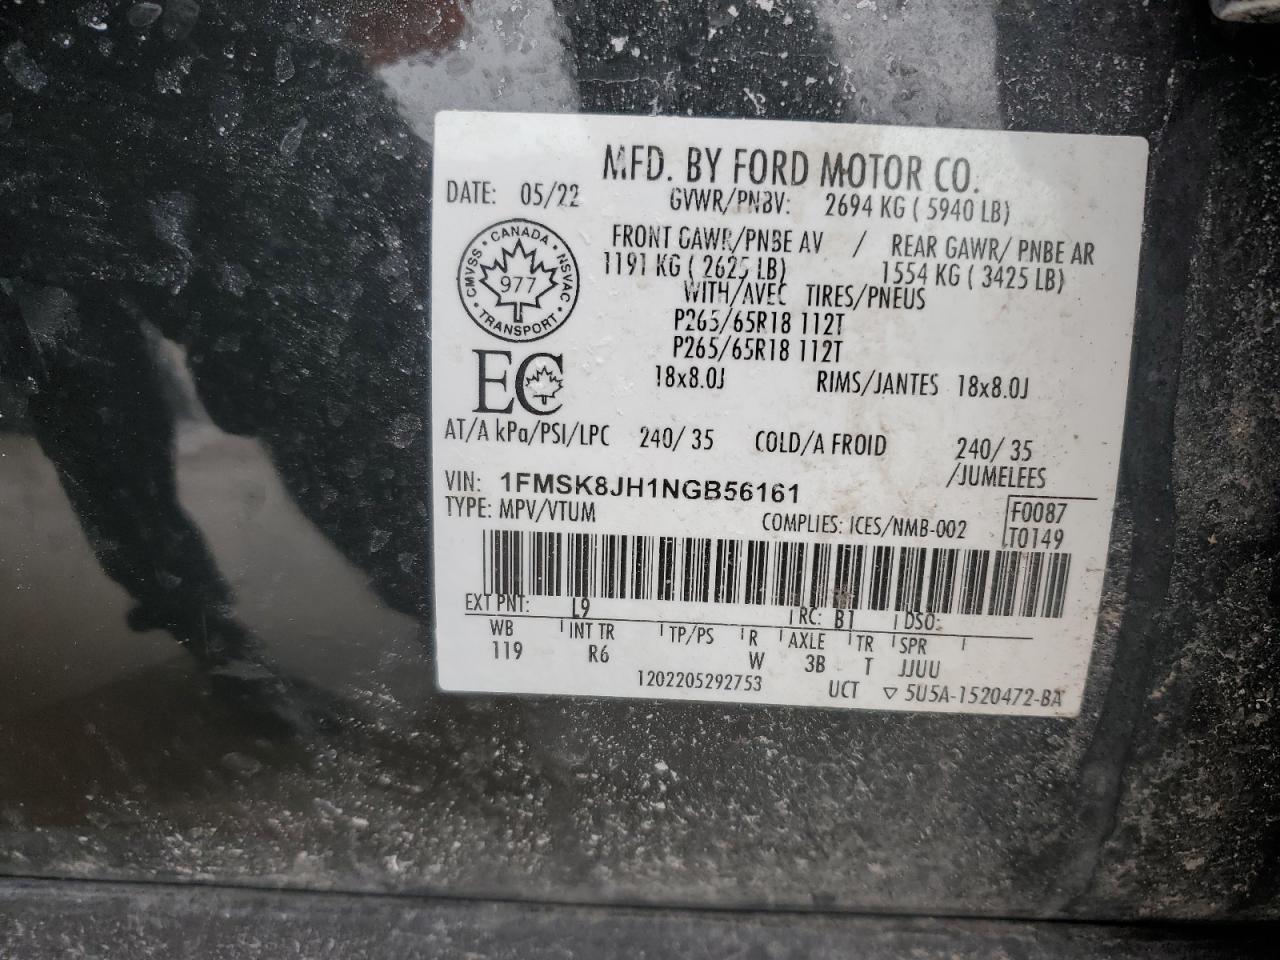 MFD. BY FORD MOTOR CO.
DATE: 05/22 GVWR/PNBV: 2694 KG ( 5940 LB)
FRONT GAWR/PNBE AV / REAR GAWR/ PNBE AR
1191 KG ( 2625 LB) 1554 KG ( 3425 LB)
WITH/AVEC TIRES/PNEUS
P265/65R18 112T
P265/65R18 112T
18x8.0J RIMS/JANTES 18x8.0J
CANADA
CMVSS NSVAC
977
TRANSPORT
EC
AT/A kPa/PSI/LPC 240/ 35 COLD/A FROID 240/ 35
/JUMELEES
VIN: 1FMSK8JH1NGB56161
TYPE: MPV/VTUM COMPLIES: ICES/NMB-002
F0087
T0149
EXT PNT: L9 RC: B1 DSO:
WB INT TR TP/PS R AXLE TR SPR
119 R6 W 3B T JJUU
1202205292753 UCT ▽ 5U5A-1520472-BA